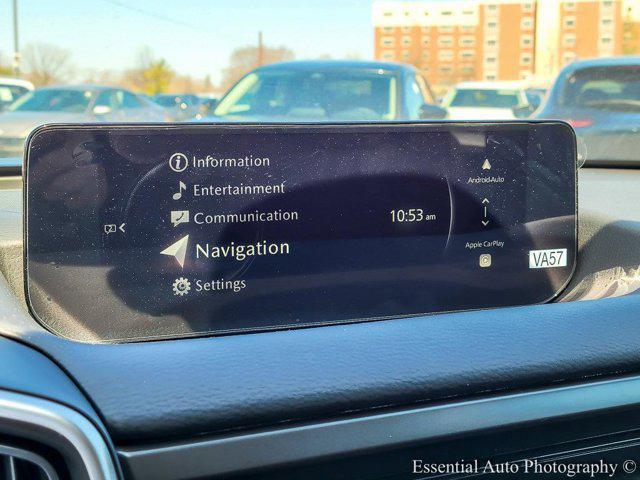 Information
Entertainment
Communication
Navigation
Settings
10:53 am
Android Auto
Apple CarPlay
VA57
Essential Auto Photography ©